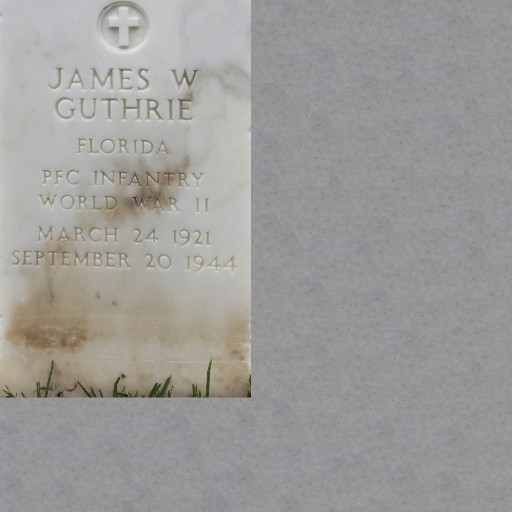 JAMES W
GUTHRIE
FLORIDA
PFC INFANTRY
WORLD WAR II
MARCH 24 1921
SEPTEMBER 20 1944